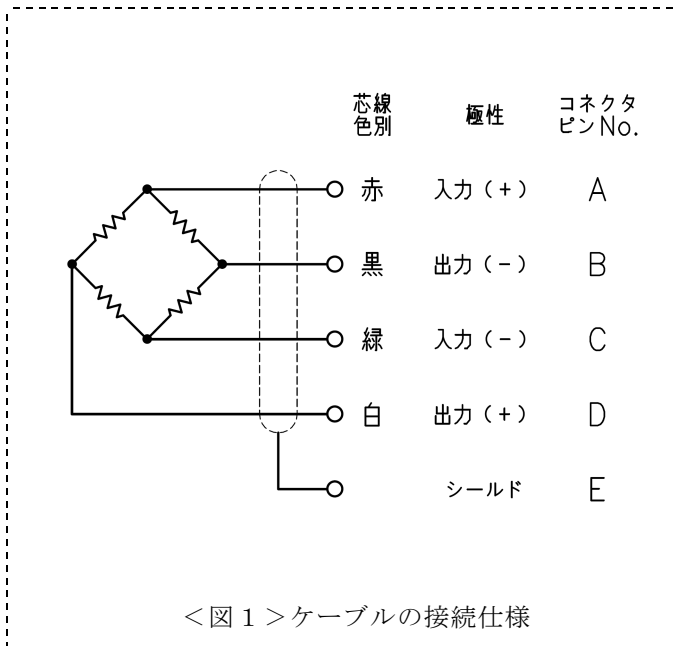 芯線
色別
極性
コネクタ
ピンNo.
赤 入力(+) A
黒 出力(-) B
緑 入力(-) C
白 出力(+) D
シールド E
<図1>ケーブルの接続仕様